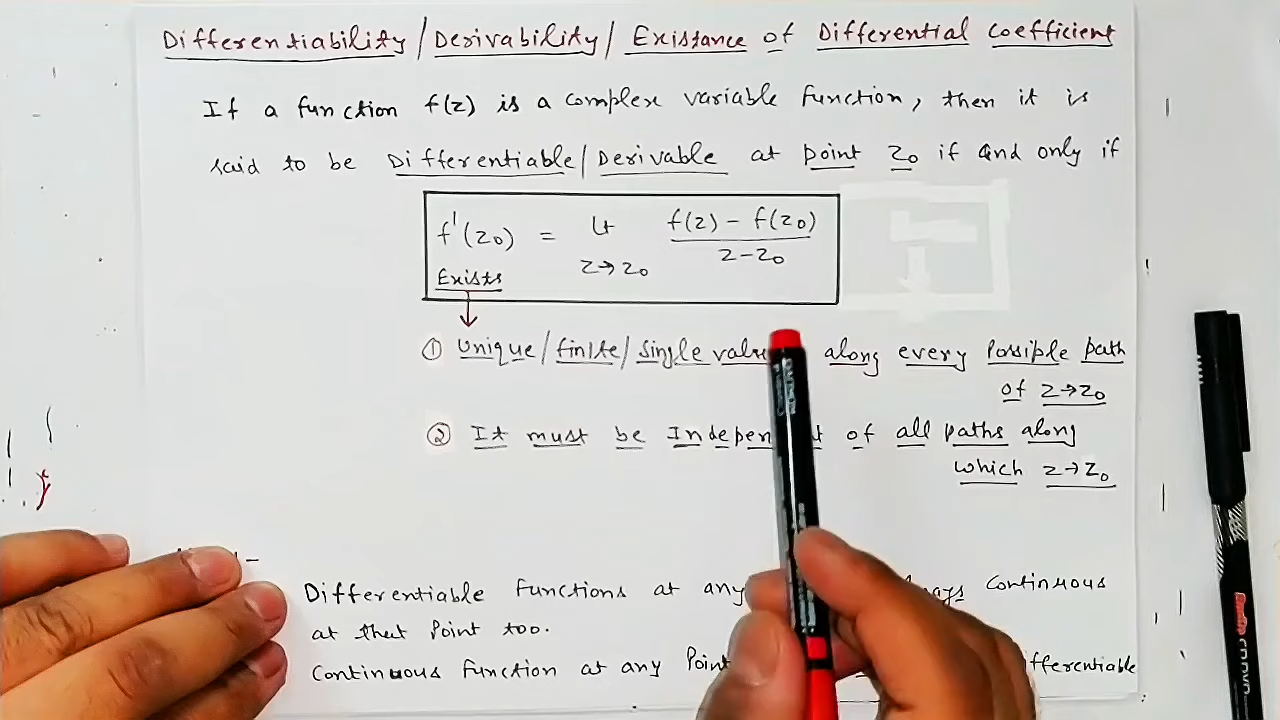 Differentiability/Derivability/Existance of Differential Coefficient
If a function f(z) is a complex variable function, then it is
said to be Differentiable/Derivable at point z₀ if and only if
f'(z₀) = Lt z→z₀ f(z) - f(z₀) / z-z₀
Exists
① Unique/finite/single value along every possible path
of z→z₀
② It must be Independent of all paths along
which z→z₀
Differentiable Functions at any continuous
at that Point too.
Continuous function at any Point